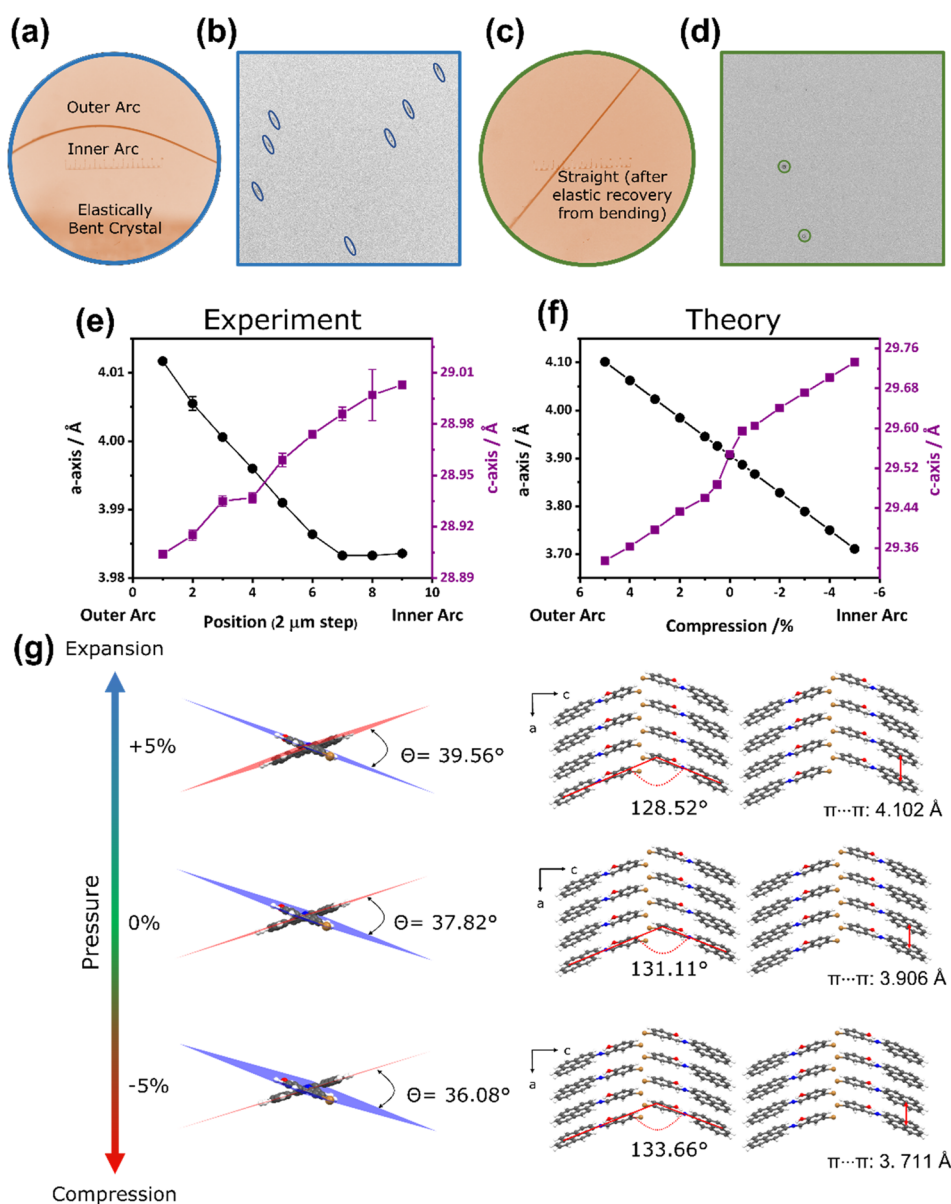 (a)
(b)
(c)
(d)
Outer Arc
Inner Arc
Elastically
Bent Crystal
Straight (after
elastic recovery
from bending)
(e)
Experiment
a-axis / Å
4.01
4.00
3.99
3.98
c-axis / Å
29.01
28.98
28.95
28.92
28.89
0
2
4
6
8
10
Outer Arc
Position (2 μm step)
Inner Arc
(f)
Theory
a-axis / Å
4.10
4.00
3.90
3.80
3.70
c-axis / Å
29.76
29.68
29.60
29.52
29.44
29.36
6
4
2
0
-2
-4
-6
Outer Arc
Compression /%
Inner Arc
(g)
Expansion
Pressure
+5%
Θ= 39.56°
c
a
128.52°
π···π: 4.102 Å
0%
Θ= 37.82°
c
a
131.11°
π···π: 3.906 Å
-5%
Θ= 36.08°
c
a
133.66°
π···π: 3. 711 Å
Compression